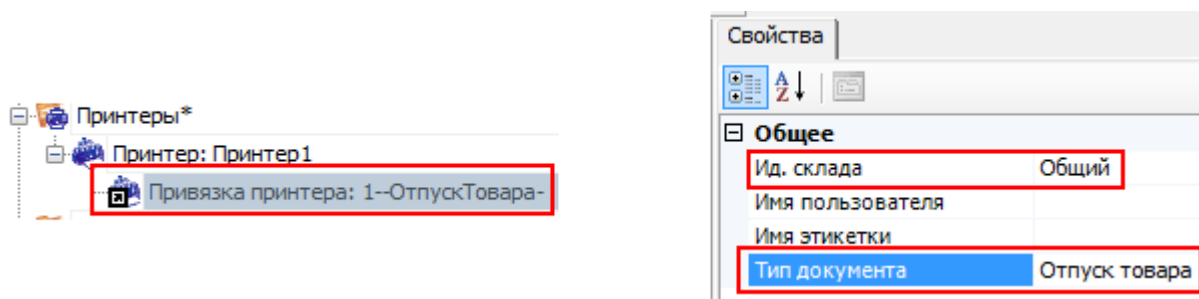 Принтеры*
Принтер: Принтер1
Привязка принтера: 1--ОтпускТовара-
Свойства
Общее
Ид. склада Общий
Имя пользователя
Имя этикетки
Тип документа Отпуск товара